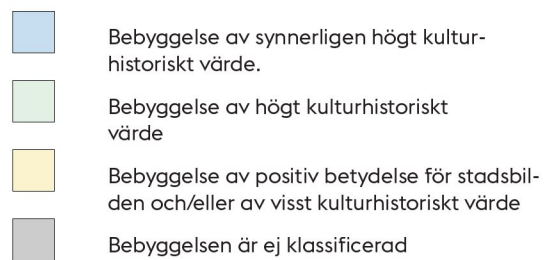 Bebyggelse av synnerligen högt kultur-
historiskt värde.
Bebyggelse av högt kulturhistoriskt
värde
Bebyggelse av positiv betydelse för stadsbil-
den och/eller av visst kulturhistoriskt värde
Bebyggelsen är ej klassificerad